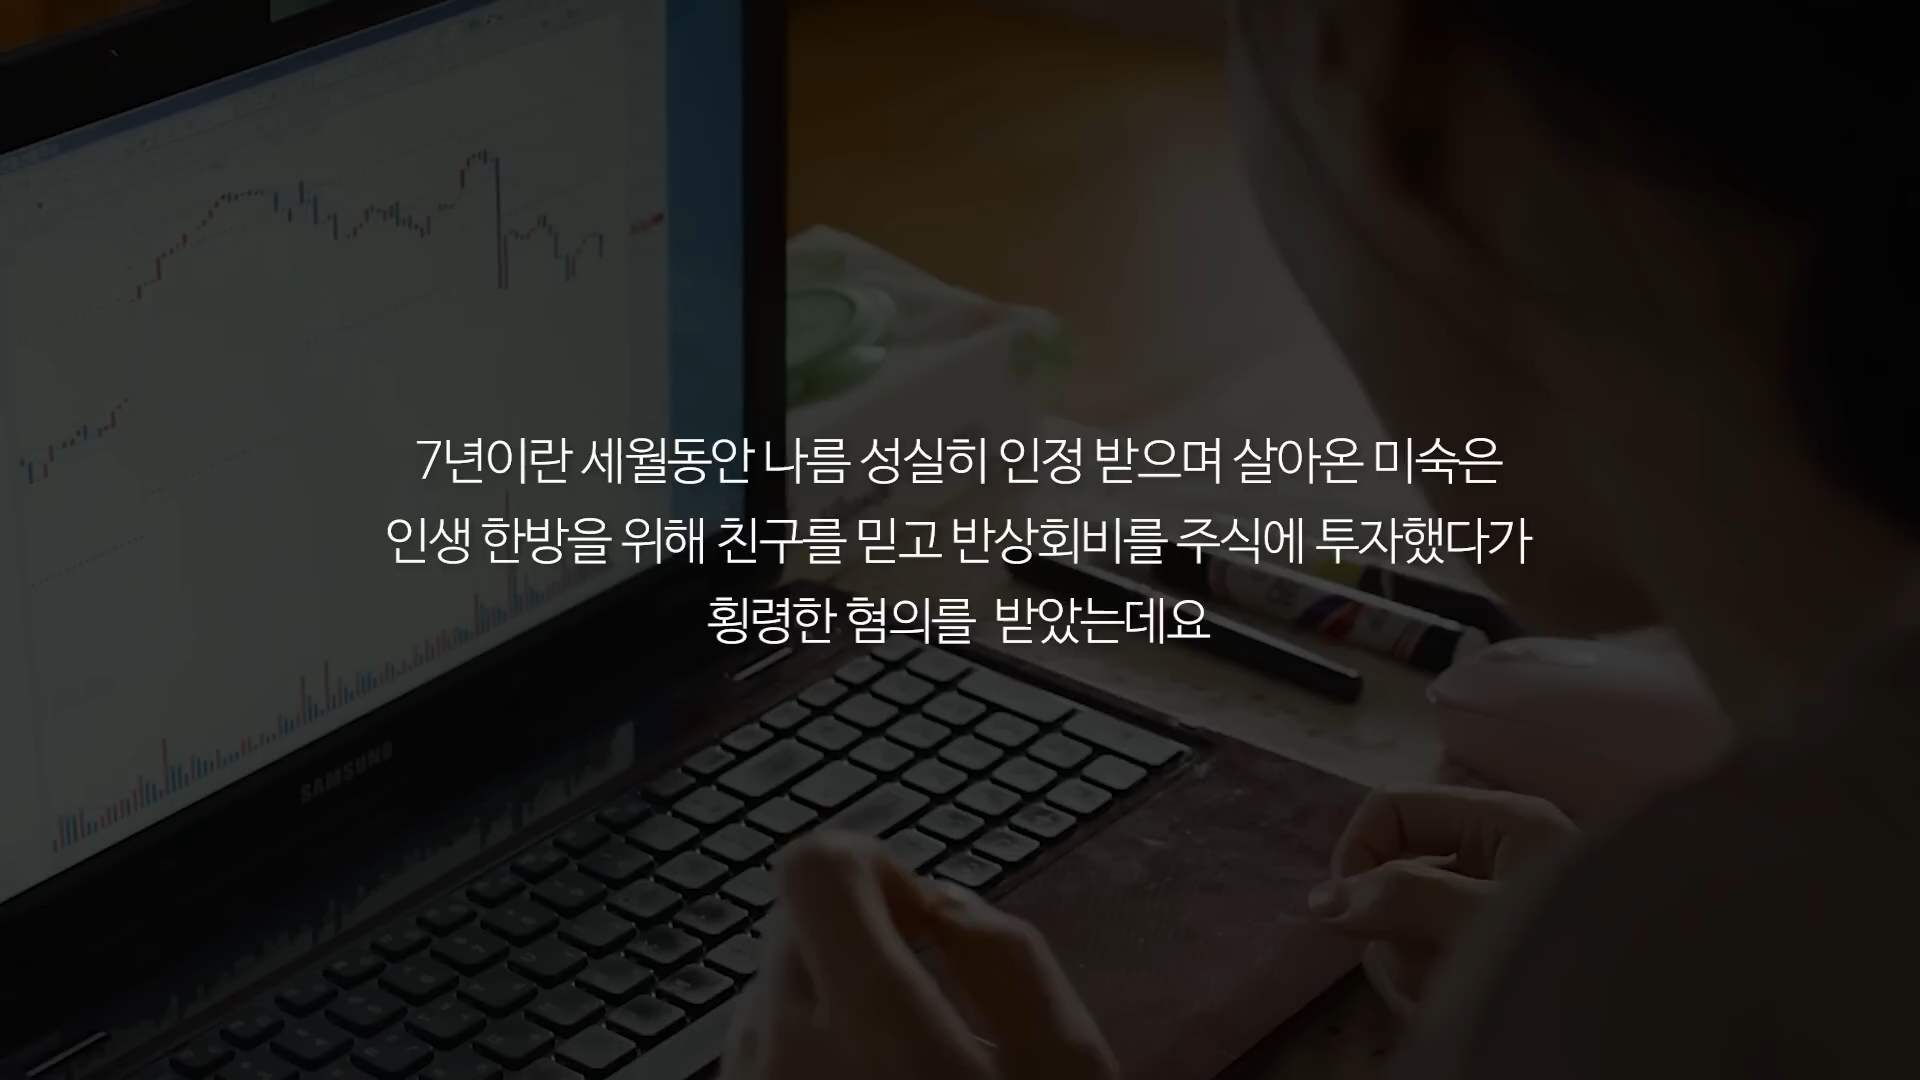 7년이란 세월동안 나름 성실히 인정 받으며 살아온 미숙은
인생 한방을 위해 친구를 믿고 반상회비를 주식에 투자했다가
횡령한 혐의를 받았는데요
SAMSUNG